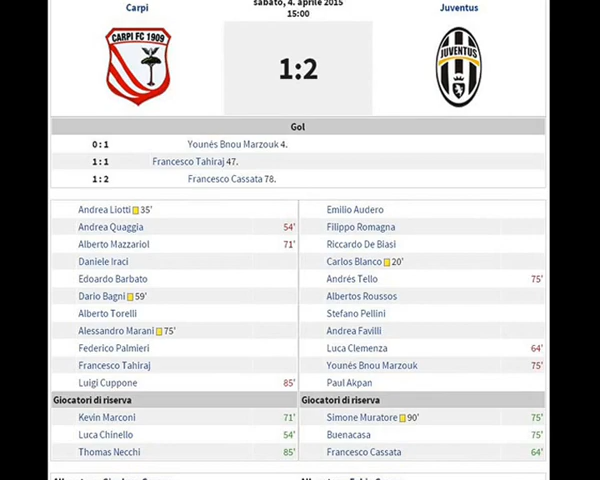 sabato, 4. aprile 2015
Carpi
Juventus
15:00
CARPI FC 1909
JUVENTUS
1:2
Gol
0 : 1 Younés Bnou Marzouk 4.
1 : 1 Francesco Tahiraj 47.
1 : 2 Francesco Cassata 78.
Andrea Liotti 35' Emilio Audero
Andrea Quaggia 54' Filippo Romagna
Alberto Mazzariol 71' Riccardo De Biasi
Daniele Iraci Carlos Blanco 20'
Edoardo Barbato Andrés Tello 75'
Dario Bagni 59' Albertos Roussos
Alberto Torelli Stefano Pellini
Alessandro Marani 75' Andrea Favilli
Federico Palmieri Luca Clemenza 64'
Francesco Tahiraj Younés Bnou Marzouk 75'
Luigi Cuppone 85' Paul Akpan
Giocatori di riserva Giocatori di riserva
Kevin Marconi 71' Simone Muratore 90' 75'
Luca Chinello 54' Buenacasa 75'
Thomas Necchi 85' Francesco Cassata 64'